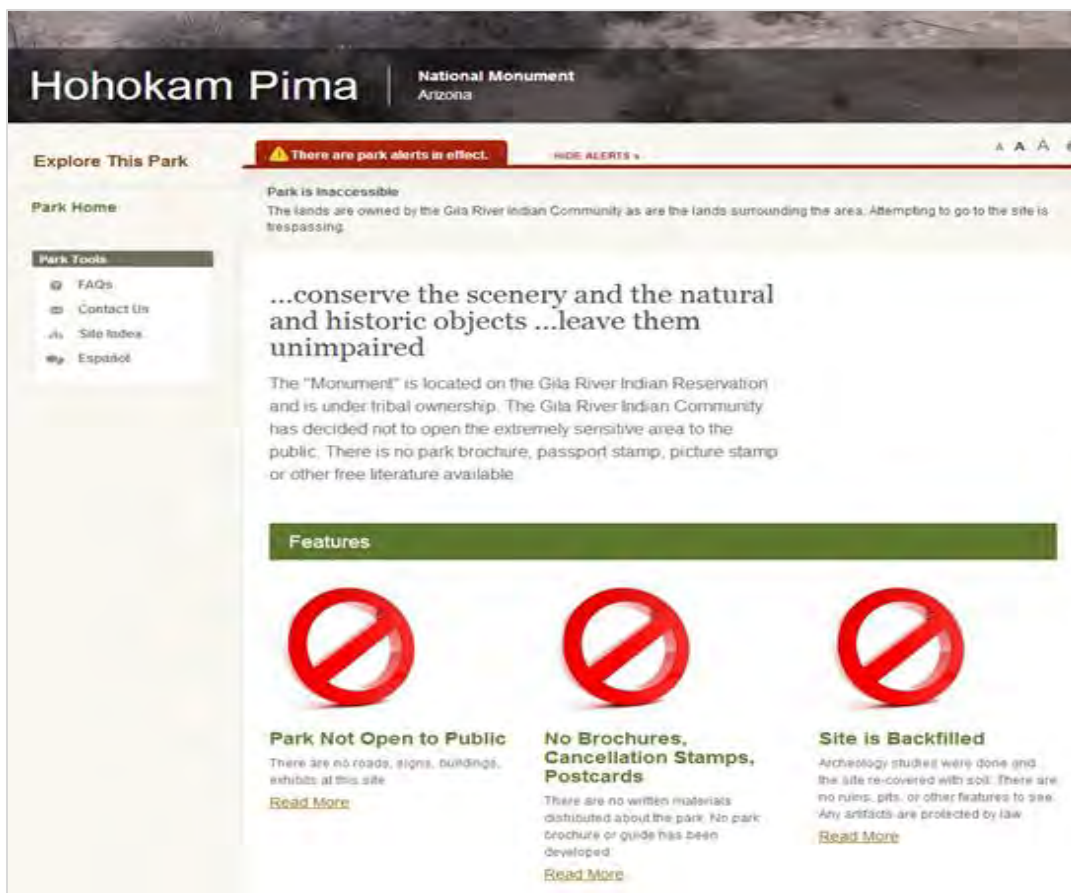 Hohokam Pima
National Monument
Arizona
Explore This Park
Park Home
Park Tools
FAQs
Contact Us
Site Index
Español
There are park alerts in effect.
HIDE ALERTS
A A A
Park is Inaccessible
The lands are owned by the Gila River Indian Community as are the lands surrounding the area. Attempting to go to the site is
trespassing.
...conserve the scenery and the natural
and historic objects ...leave them
unimpaired
The "Monument" is located on the Gila River Indian Reservation
and is under tribal ownership. The Gila River Indian Community
has decided not to open the extremely sensitive area to the
public. There is no park brochure, passport stamp, picture stamp
or other free literature available.
Features
Park Not Open to Public
There are no roads, signs, buildings,
exhibits at this site.
Read More
No Brochures,
Cancellation Stamps,
Postcards
There are no written materials
distributed about the park. No park
brochure or guide has been
developed.
Read More
Site is Backfilled
Archeology studies were done and
the site re-covered with soil. There are
no ruins, pits, or other features to see.
Any artifacts are protected by law.
Read More